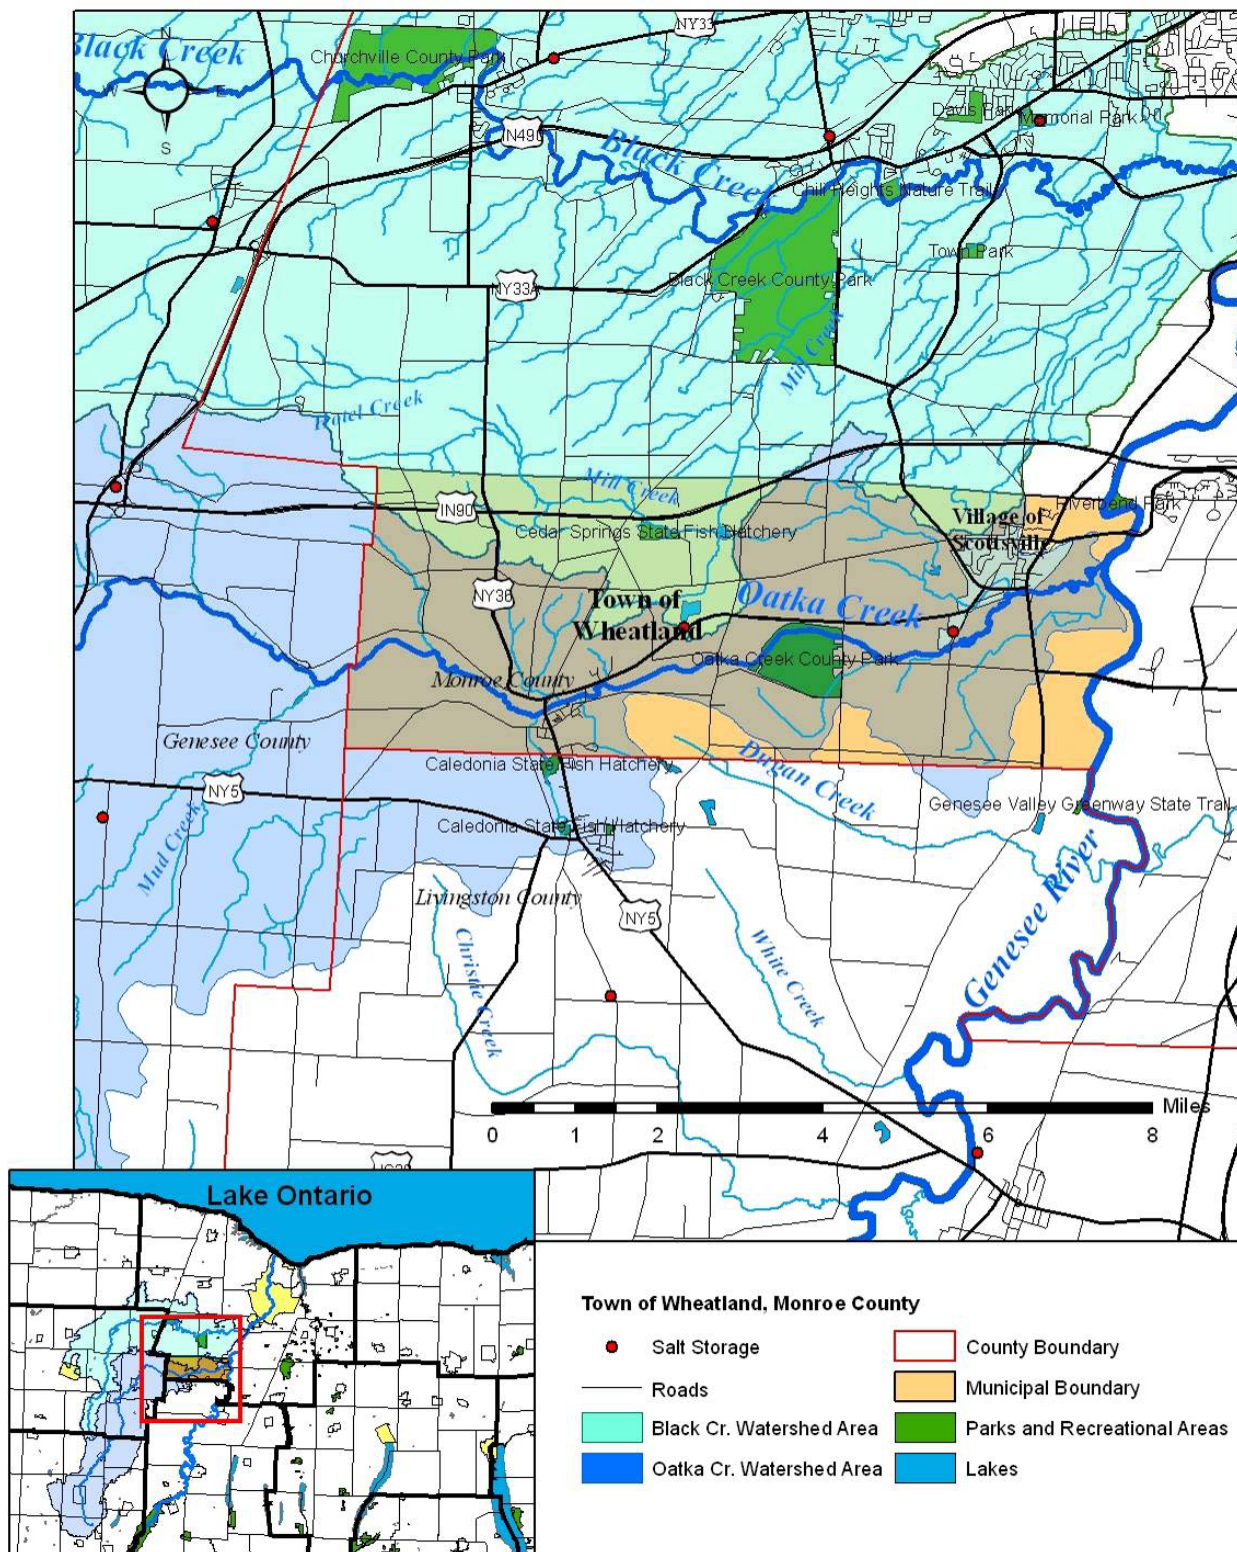 NY33
Black Creek
Churchville County Park
N
W
E
S
Davis Park
Memorial Park
IN490
Black Creek
Chili Heights Nature Trail
Town Park
Black Creek County Park
NY33A
Mill Creek
Hotel Creek
Mill Creek
IN90
Riverbend Park
Village of
Scottsville
Cedar Springs State Fish Hatchery
NY36
Town of
Wheatland
Oatka Creek
Oatka Creek County Park
Monroe County
Genesee County
Caledonia State Fish Hatchery
Dugan Creek
NY5
Genesee Valley Greenway State Trail
Caledonia State Fish Hatchery
Mud Creek
Livingston County
NY5
Genesee River
Christie Creek
White Creek
Miles
0 1 2 4 6 8
Lake Ontario
Town of Wheatland, Monroe County
Salt Storage
County Boundary
Roads
Municipal Boundary
Black Cr. Watershed Area
Parks and Recreational Areas
Oatka Cr. Watershed Area
Lakes